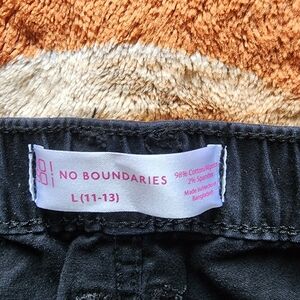 NO BOUNDARIES
L (11-13)
98% Cotton/Algodon
2% Spandex
Made in/Hecho en
Bangladesh